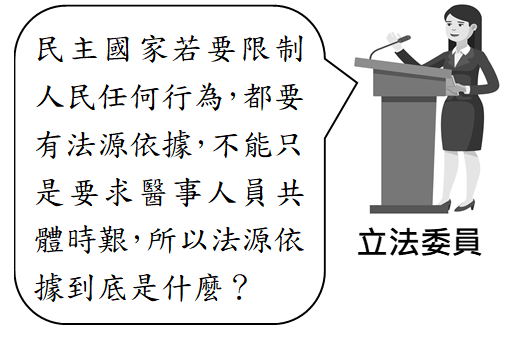 民主國家若要限制
人民任何行為，都要
有法源依據，不能只
是要求醫事人員共
體時艱，所以法源依
據到底是什麼？
立法委員